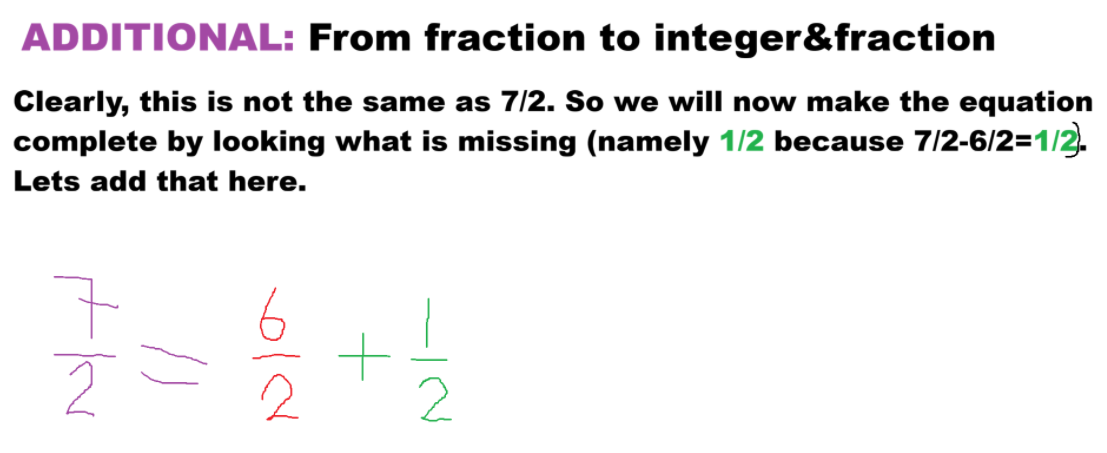 ADDITIONAL: From fraction to integer&fraction
Clearly, this is not the same as 7/2. So we will now make the equation
complete by looking what is missing (namely 1/2 because 7/2-6/2=1/2).
Lets add that here.
7/2 = 6/2 + 1/2